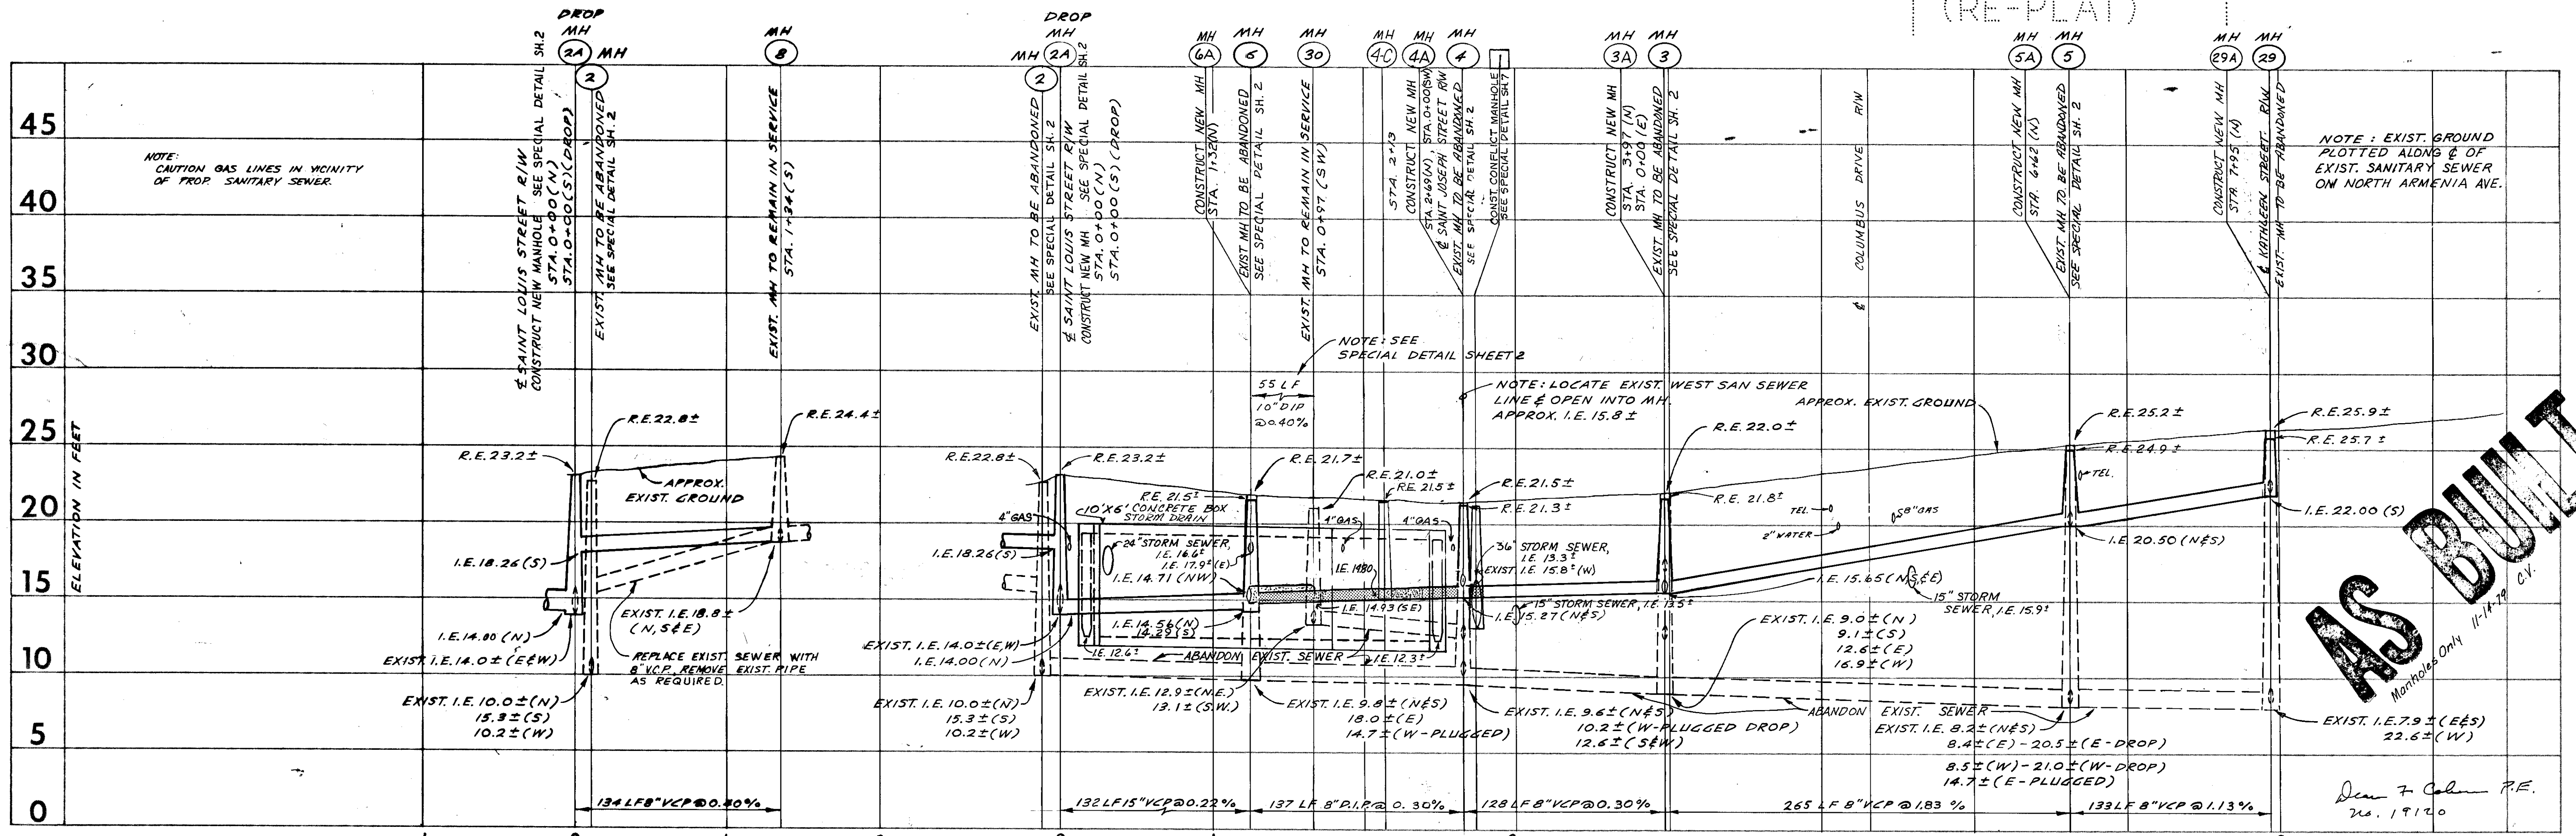 (RE-PLAT)
DROP
MH
2A
MH
2
MH
8
DROP
MH
2A
MH
2
MH
6A
MH
6
MH
30
MH
4-C
MH
4A
MH
4
MH
3A
MH
3
MH
5A
MH
5
MH
29A
MH
29
45
40
35
30
25
20
15
10
5
0
ELEVATION IN FEET
NOTE:
CAUTION GAS LINES IN VICINITY
OF PROP. SANITARY SEWER.
₵ SAINT LOUIS STREET R/W
CONSTRUCT NEW MANHOLE SEE SPECIAL DETAIL SH.2
STA. 0+00(N)
STA. 0+00(S)(DROP)
EXIST. MH TO BE ABANDONED
SEE SPECIAL DETAIL SH. 2
EXIST. MH TO REMAIN IN SERVICE
STA. 1+34(S)
EXIST. MH TO BE ABANDONED
SEE SPECIAL DETAIL SH. 2
₵ SAINT LOUIS STREET R/W
CONSTRUCT NEW MH SEE SPECIAL DETAIL SH.2
STA. 0+00(N)
STA. 0+00(S)(DROP)
CONSTRUCT NEW MH
STA. 1+32(N)
EXIST MH TO BE ABANDONED
SEE SPECIAL DETAIL SH. 2
EXIST. MH TO REMAIN IN SERVICE
STA. 0+97 (SW)
STA. 2+13
CONSTRUCT NEW MH
STA. 2+69(N), STA. 0+00(SW)
₵ SAINT JOSEPH STREET R/W
EXIST. MH TO BE ABANDONED
SEE SPECIAL DETAIL SH. 2
CONST. CONFLICT MANHOLE
SEE SPECIAL DETAIL SH.7
CONSTRUCT NEW MH
STA. 3+97 (N)
STA. 0+00 (E)
EXIST. MH TO BE ABANDONED
SEE SPECIAL DETAIL SH. 2
₵ COLUMBUS DRIVE R/W
CONSTRUCT NEW MH
STA. 6+62 (N)
EXIST. MH TO BE ABANDONED
SEE SPECIAL DETAIL SH. 2
CONSTRUCT NEW MH
STA. 7+95 (N)
₵ KATHLEEN STREET R/W
EXIST. MH TO BE ABANDONED
NOTE: EXIST. GROUND
PLOTTED ALONG ₵ OF
EXIST. SANITARY SEWER
ON NORTH ARMENIA AVE.
NOTE: SEE
SPECIAL DETAIL SHEET 2
55 LF
10" DIP
@0.40%
NOTE: LOCATE EXIST. WEST SAN SEWER
LINE & OPEN INTO MH.
APPROX. I.E. 15.8 ±
APPROX. EXIST. GROUND
R.E. 23.2±
R.E. 22.8±
R.E. 24.4±
APPROX.
EXIST. GROUND
I.E. 18.26(S)
I.E. 14.00(N)
EXIST. I.E. 14.0± (E&W)
EXIST. I.E. 18.8±
(N, S&E)
REPLACE EXIST. SEWER WITH
8" V.C.P., REMOVE EXIST. PIPE
AS REQUIRED.
EXIST. I.E. 10.0±(N)
15.3±(S)
10.2±(W)
R.E. 22.8±
R.E. 23.2±
4" GAS
10'X6' CONCRETE BOX
STORM DRAIN
24" STORM SEWER,
I.E. 16.6±
I.E. 17.9±(E)
I.E. 14.71 (NW)
I.E. 18.26(S)
EXIST. I.E. 14.0±(E,W)
I.E. 14.00(N)
EXIST. I.E. 10.0±(N)
15.3±(S)
10.2±(W)
I.E. 14.56(N)
14.29(S)
I.E. 12.6±
ABANDON EXIST. SEWER
I.E. 12.3±
EXIST. I.E. 12.9±(N.E.)
13.1±(S.W.)
R.E. 21.5±
R.E. 21.7±
R.E. 21.0±
R.E. 21.5±
4" GAS
4" GAS
I.E. 14.80
I.E. 14.93 (SE)
R.E. 21.5±
R.E. 21.3±
36" STORM SEWER,
I.E. 13.3±
EXIST. I.E. 15.8±(W)
15" STORM SEWER, I.E. 13.5±
I.E. 15.27(N&S)
EXIST. I.E. 9.8±(N&S)
18.0±(E)
14.7±(W-PLUGGED)
EXIST. I.E. 9.6±(N&S)
10.2±(W-PLUGGED DROP)
12.6±(S&W)
R.E. 22.0±
R.E. 21.8±
I.E. 15.65(N,S,&E)
EXIST. I.E. 9.0±(N)
9.1±(S)
12.6±(E)
16.9±(W)
TEL.
2" WATER
8" GAS
15" STORM
SEWER, I.E. 15.9±
ABANDON EXIST. SEWER
R.E. 25.2±
R.E. 24.9±
TEL.
I.E. 20.50 (N&S)
EXIST. I.E. 8.2±(N&S)
8.4±(E)-20.5±(E-DROP)
8.5±(W)-21.0±(W-DROP)
14.7±(E-PLUGGED)
R.E. 25.9±
R.E. 25.7±
I.E. 22.00(S)
EXIST. I.E. 7.9±(E&S)
22.6±(W)
134 LF 8" VCP @ 0.40%
132 LF 15" VCP @ 0.22%
137 LF 8" D.I.P. @ 0.30%
128 LF 8" VCP @ 0.30%
265 LF 8" VCP @ 1.83 %
133 LF 8" VCP @ 1.13%
AS BUILT
Manholes Only 11-14-79 C.V.
P.E.
No. 19120